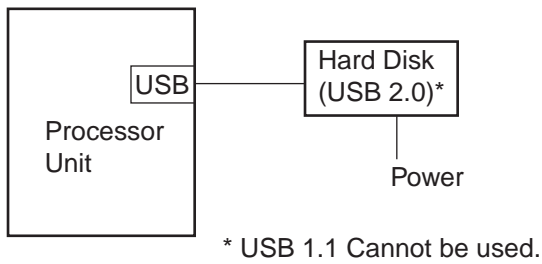 USB
Processor
Unit
Hard Disk
(USB 2.0)*
Power
* USB 1.1 Cannot be used.